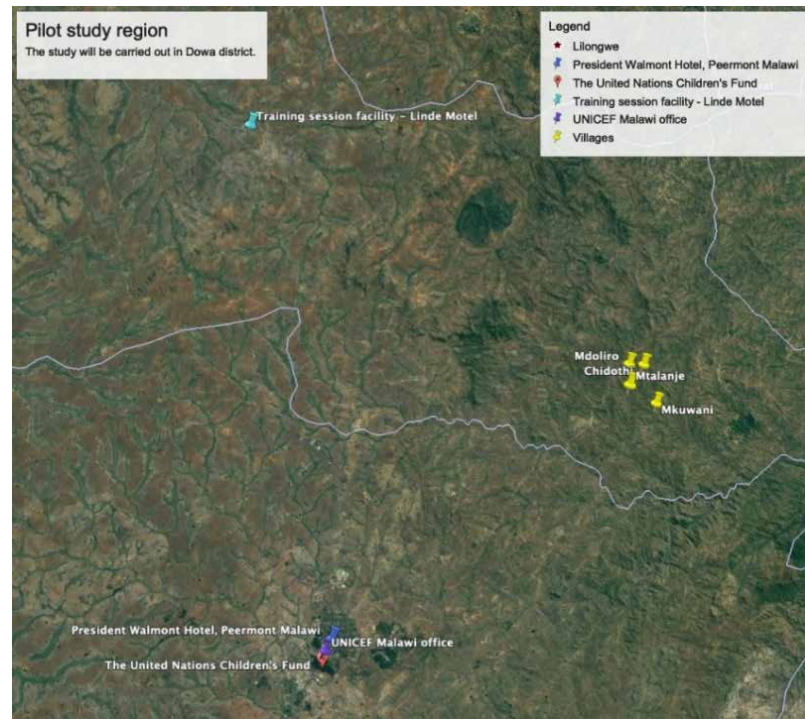 Pilot study region
The study will be carried out in Dowa district.
Legend
Lilongwe
President Walmont Hotel, Peermont Malawi
The United Nations Children's Fund
Training session facility - Linde Motel
UNICEF Malawi office
Villages
Training session facility - Linde Motel
Mdoliro
Chidothi
Mtalanje
Mkuwani
President Walmont Hotel, Peermont Malawi
UNICEF Malawi office
The United Nations Children's Fund